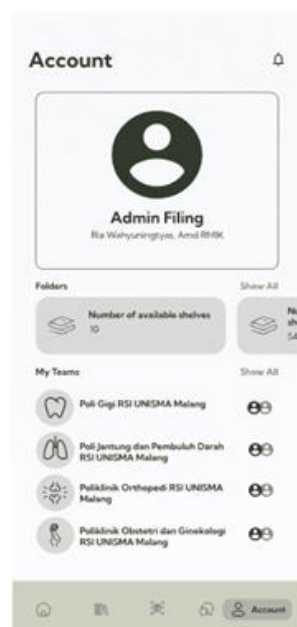 Account
Admin Filing
Ria Wahyuningtyas, Amd RMIK
Folders
Show All
Number of available shelves
10
54
My Teams
Show All
Poli Gigi RSI UNISMA Malang
Poli Jantung dan Pembuluh Darah
RSI UNISMA Malang
Poliklinik Orthopedi RSI UNISMA
Malang
Poliklinik Obstetri dan Ginekologi
RSI UNISMA Malang
Account